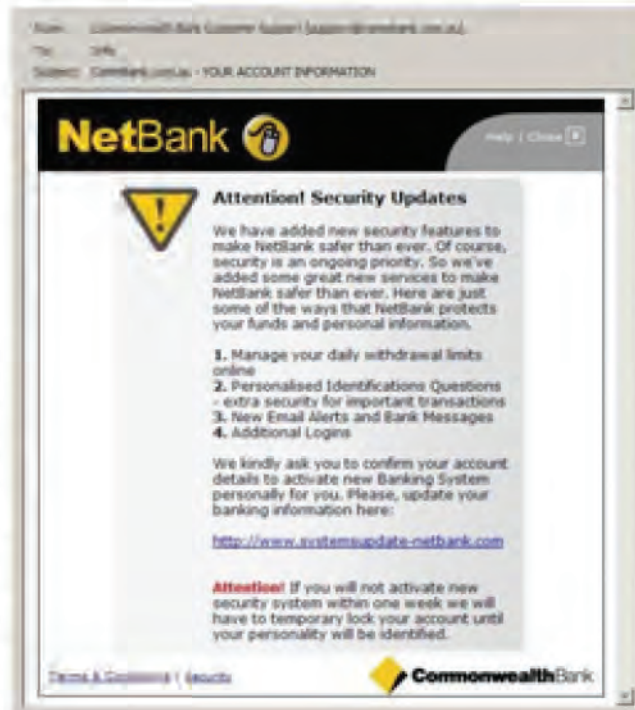 From: Commonwealth Bank Customer Support [support@commbank.com.au]
To: Info
Subject: CommBank.com.au - YOUR ACCOUNT INFORMATION
NetBank
Help | Close
Attention! Security Updates
We have added new security features to
make NetBank safer than ever. Of course,
security is an ongoing priority. So we've
added some great new services to make
NetBank safer than ever. Here are just
some of the ways that NetBank protects
your funds and personal information.
1. Manage your daily withdrawal limits
online
2. Personalised Identifications Questions
- extra security for important transactions
3. New Email Alerts and Bank Messages
4. Additional Logins
We kindly ask you to confirm your account
details to activate new Banking System
personally for you. Please, update your
banking information here:
http://www.systemsupdate-netbank.com
Attention! If you will not activate new
security system within one week we will
have to temporary lock your account until
your personality will be identified.
Terms & Conditions | Security
CommonwealthBank